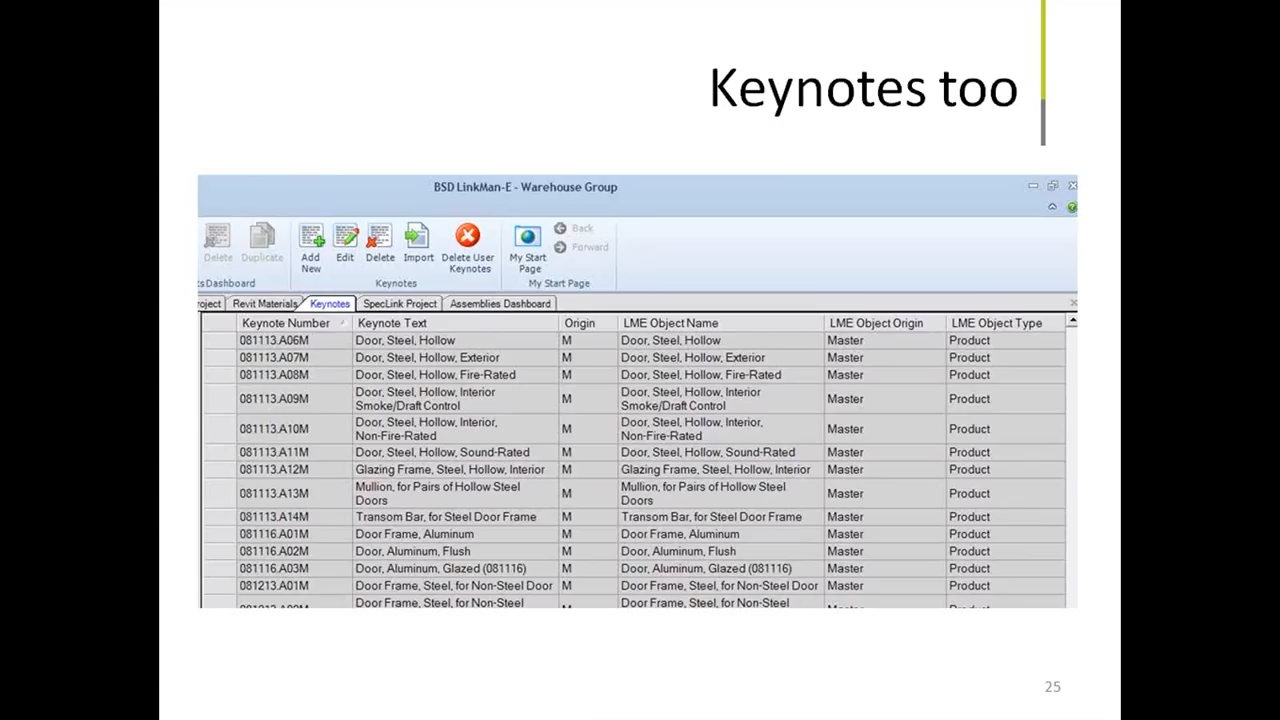 Keynotes too
BSD LinkMan-E - Warehouse Group
Delete Duplicate Add New Edit Delete Import Delete User Keynotes My Start Page Back Forward
ts Dashboard Keynotes My Start Page
roject Revit Materials Keynotes SpecLink Project Assemblies Dashboard
Keynote Number Keynote Text Origin LME Object Name LME Object Origin LME Object Type
081113.A06M Door, Steel, Hollow M Door, Steel, Hollow Master Product
081113.A07M Door, Steel, Hollow, Exterior M Door, Steel, Hollow, Exterior Master Product
081113.A08M Door, Steel, Hollow, Fire-Rated M Door, Steel, Hollow, Fire-Rated Master Product
081113.A09M Door, Steel, Hollow, Interior Smoke/Draft Control M Door, Steel, Hollow, Interior Smoke/Draft Control Master Product
081113.A10M Door, Steel, Hollow, Interior, Non-Fire-Rated M Door, Steel, Hollow, Interior, Non-Fire-Rated Master Product
081113.A11M Door, Steel, Hollow, Sound-Rated M Door, Steel, Hollow, Sound-Rated Master Product
081113.A12M Glazing Frame, Steel, Hollow, Interior M Glazing Frame, Steel, Hollow, Interior Master Product
081113.A13M Mullion, for Pairs of Hollow Steel Doors M Mullion, for Pairs of Hollow Steel Doors Master Product
081113.A14M Transom Bar, for Steel Door Frame M Transom Bar, for Steel Door Frame Master Product
081116.A01M Door Frame, Aluminum M Door Frame, Aluminum Master Product
081116.A02M Door, Aluminum, Flush M Door, Aluminum, Flush Master Product
081116.A03M Door, Aluminum, Glazed (081116) M Door, Aluminum, Glazed (081116) Master Product
081213.A01M Door Frame, Steel, for Non-Steel Door M Door Frame, Steel, for Non-Steel Door Master Product
Door Frame, Steel, for Non-Steel Door Frame, Steel, for Non-Steel
25